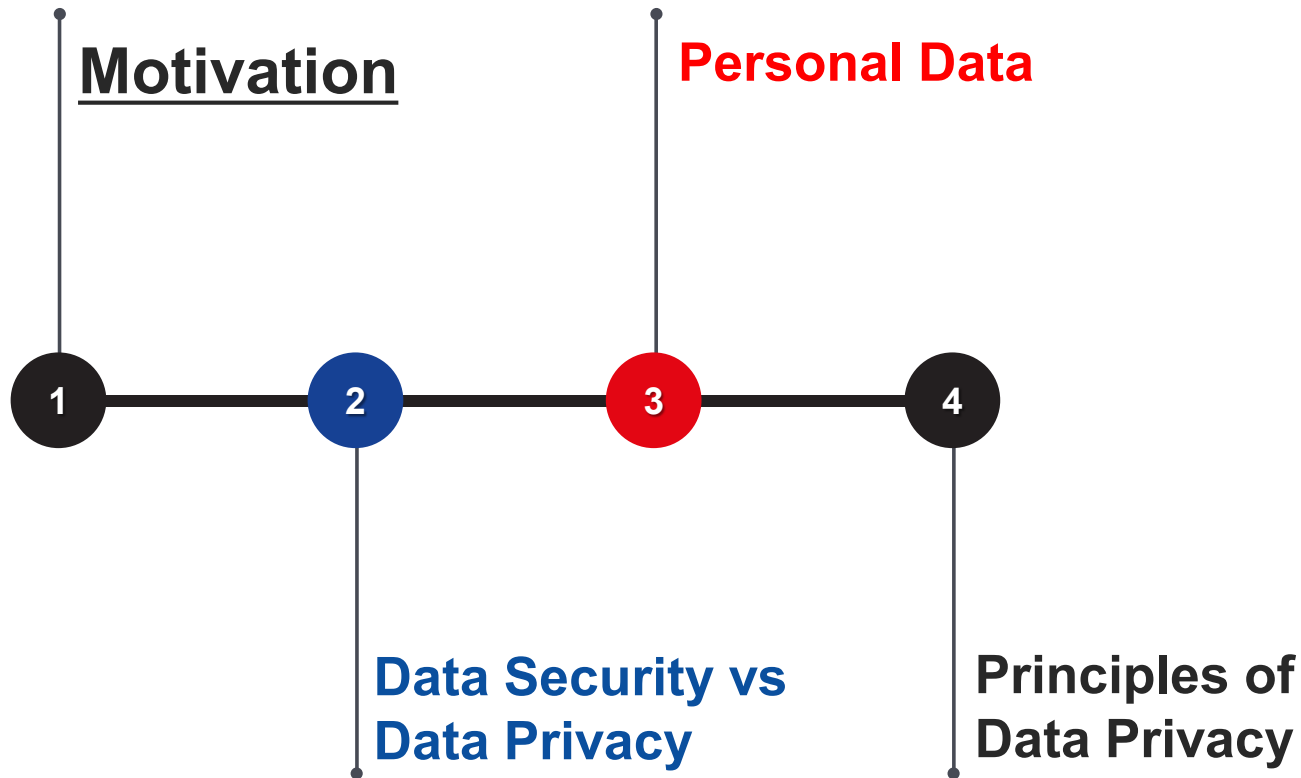 Motivation
Personal Data
1
2
3
4
Data Security vs
Data Privacy
Principles of
Data Privacy